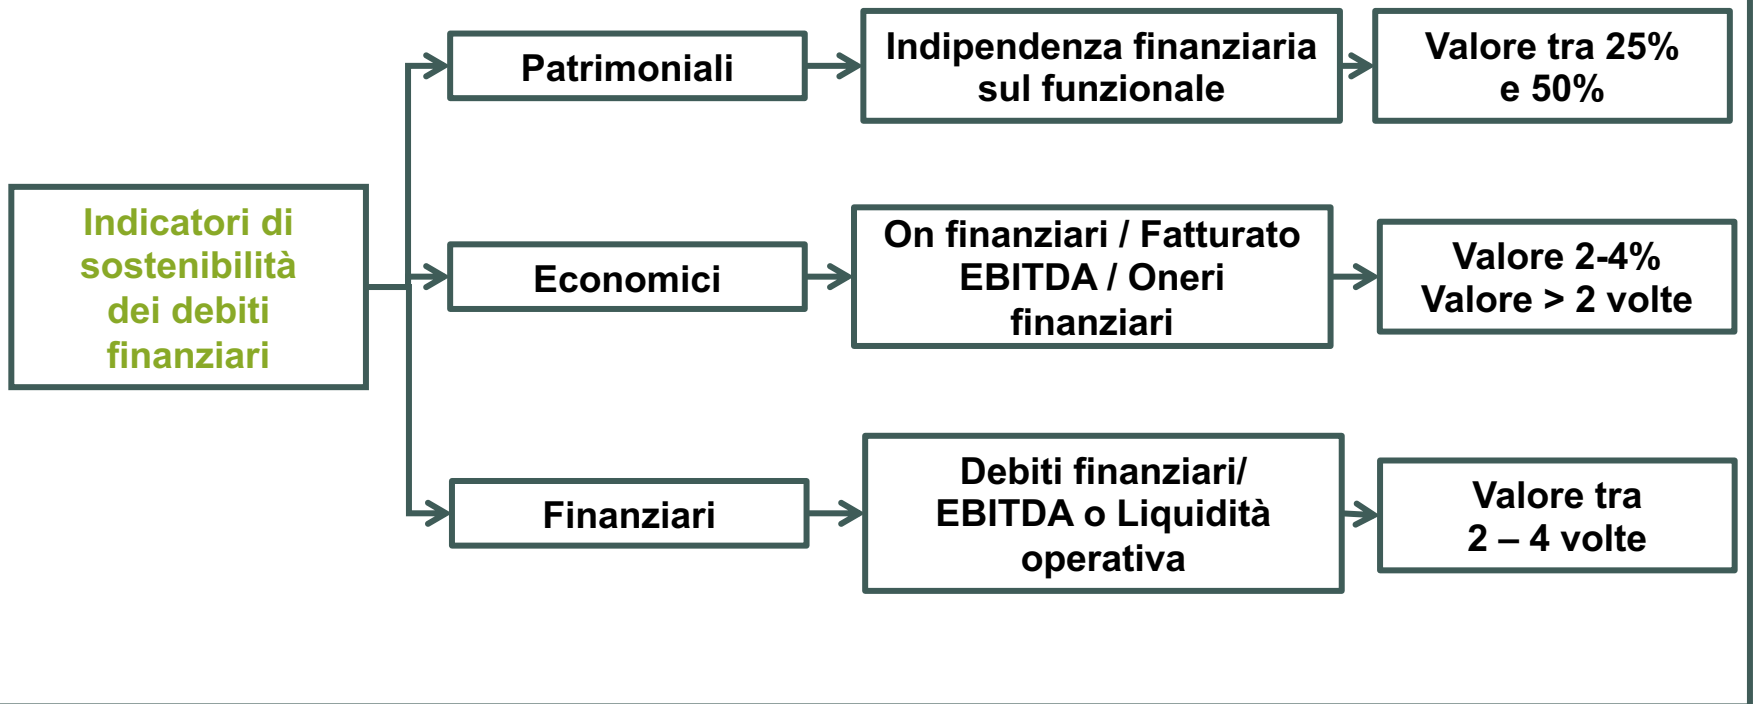 Indicatori di
sostenibilità
dei debiti
finanziari
Patrimoniali
Indipendenza finanziaria
sul funzionale
Valore tra 25%
e 50%
Economici
On finanziari / Fatturato
EBITDA / Oneri
finanziari
Valore 2-4%
Valore > 2 volte
Finanziari
Debiti finanziari/
EBITDA o Liquidità
operativa
Valore tra
2 – 4 volte